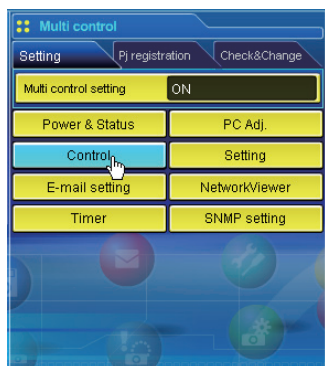 Multi control
Setting Pj registration Check&Change
Multi control setting ON
Power & Status PC Adj.
Control Setting
E-mail setting NetworkViewer
Timer SNMP setting